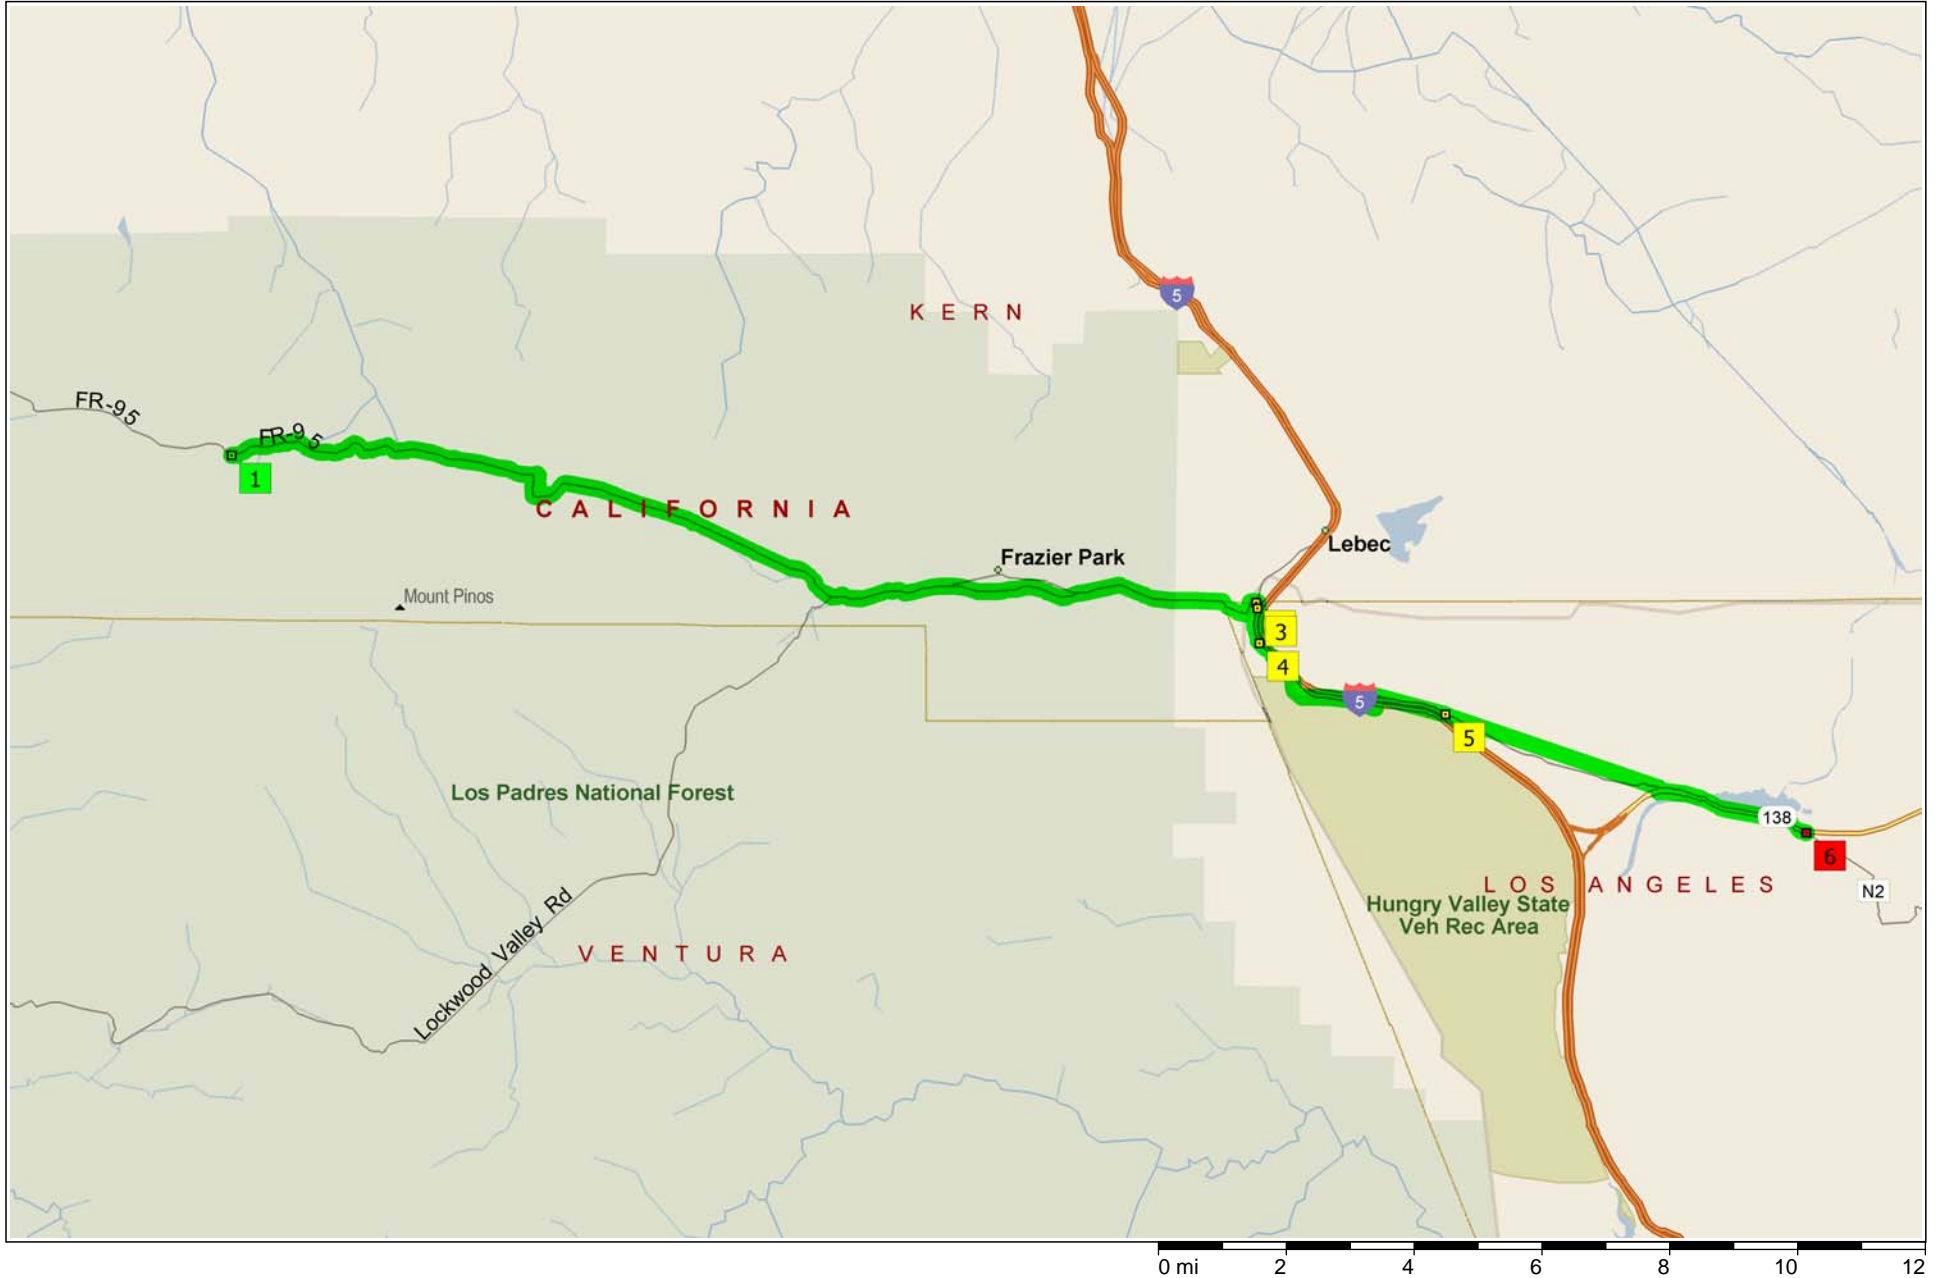 5
KERN
FR-95
FR-95
1
CALIFORNIA
Lebec
Frazier Park
Mount Pinos
3
4
5
5
Los Padres National Forest
138
6
LOS ANGELES
N2
Hungry Valley State
Veh Rec Area
Lockwood Valley Rd
VENTURA
0 mi 2 4 6 8 10 12